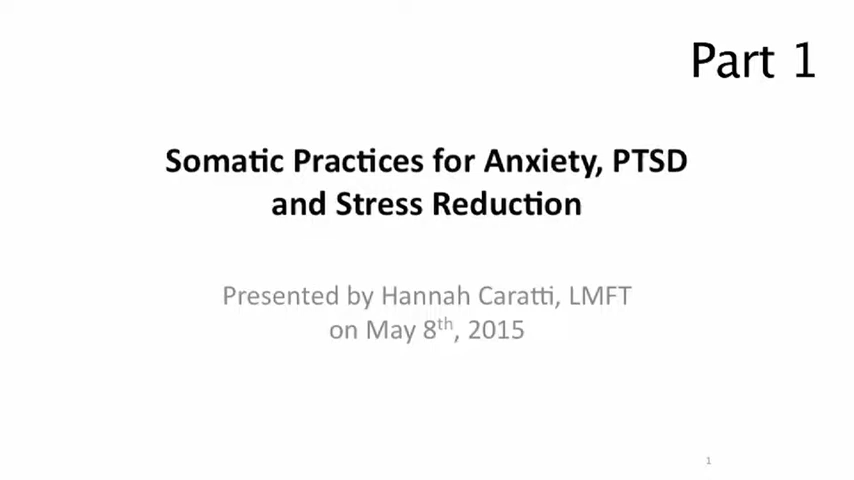 Part 1
Somatic Practices for Anxiety, PTSD
and Stress Reduction
Presented by Hannah Caratti, LMFT
on May 8th, 2015
1